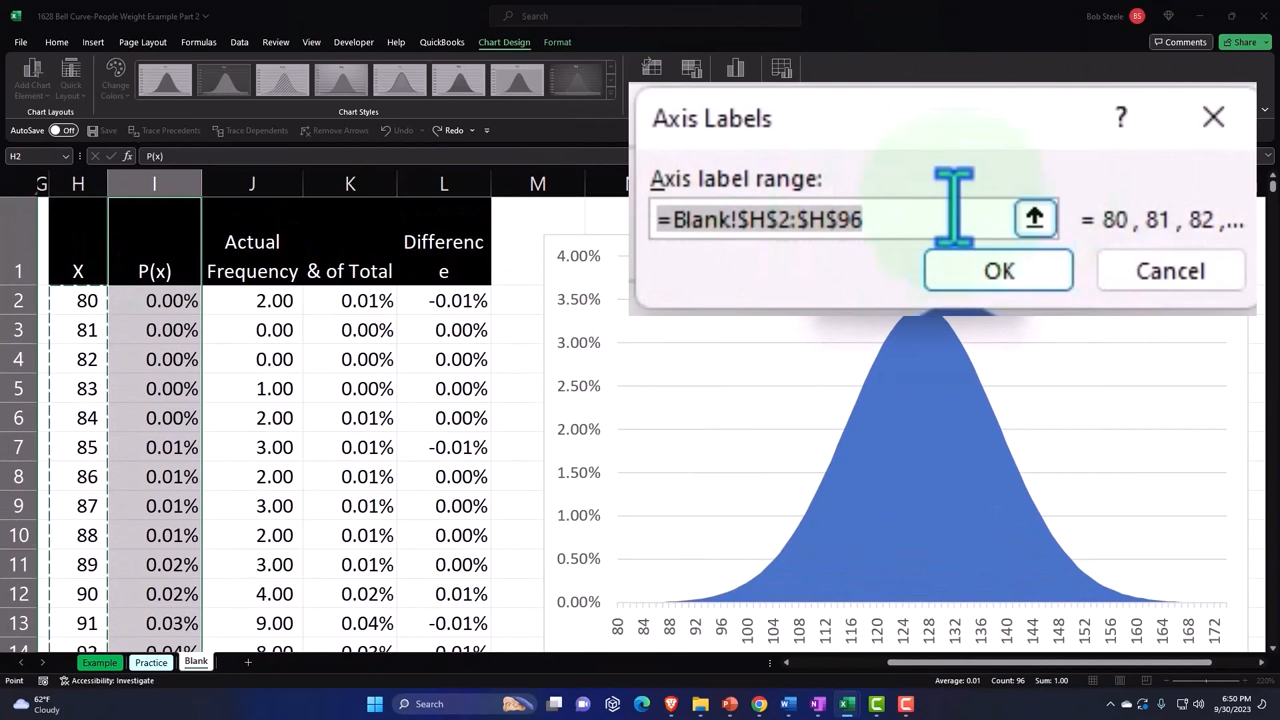 1628 Bell Curve-People Weight Example Part 2
Search
Bob Steele BS
File Home Insert Page Layout Formulas Data Review View Developer Help QuickBooks Chart Design Format
Comments Share
Add Chart Element Quick Layout Change Colors
Chart Layouts Chart Styles
AutoSave Off Save Trace Precedents Trace Dependents Remove Arrows Undo Redo
H2 fx P(x)
Axis Labels ? X
Axis label range:
=Blank!$H$2:$H$96 = 80 , 81 , 82 ,...
OK Cancel
G H I J K L M
1 X P(x) Actual Frequency & of Total Differenc e
2 80 0.00% 2.00 0.01% -0.01%
3 81 0.00% 0.00 0.00% 0.00%
4 82 0.00% 0.00 0.00% 0.00%
5 83 0.00% 1.00 0.00% 0.00%
6 84 0.00% 2.00 0.01% 0.00%
7 85 0.01% 3.00 0.01% -0.01%
8 86 0.01% 2.00 0.01% 0.00%
9 87 0.01% 3.00 0.01% 0.00%
10 88 0.01% 2.00 0.01% 0.00%
11 89 0.02% 3.00 0.01% 0.00%
12 90 0.02% 4.00 0.02% 0.00%
13 91 0.03% 9.00 0.04% -0.01%
4.00%
3.50%
3.00%
2.50%
2.00%
1.50%
1.00%
0.50%
0.00%
80 84 88 92 96 100 104 108 112 116 120 124 128 132 136 140 144 148 152 156 160 164 168 172
Example Practice Blank
Point Accessibility: Investigate Average: 0.01 Count: 96 Sum: 1.00 220%
62°F
Cloudy
Search
6:50 PM
9/30/2023